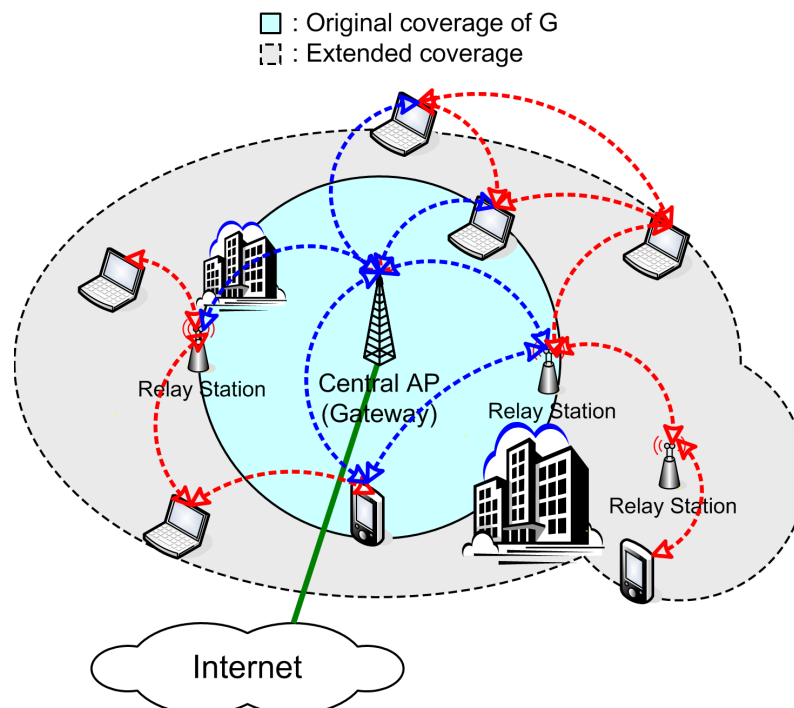 : Original coverage of G
: Extended coverage
Relay Station
Central AP
(Gateway)
Relay Station
Relay Station
Internet